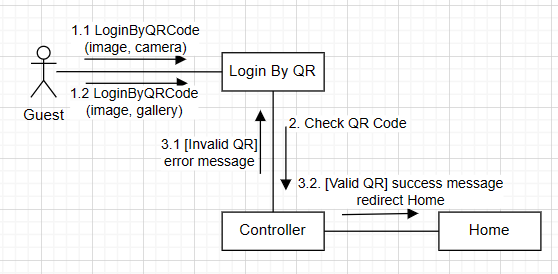 1.1 LoginByQRCode
(image, camera)
Login By QR
1.2 LoginByQRCode
(image, gallery)
Guest
2. Check QR Code
3.1 [Invalid QR]
error message
3.2. [Valid QR] success message
redirect Home
Controller
Home